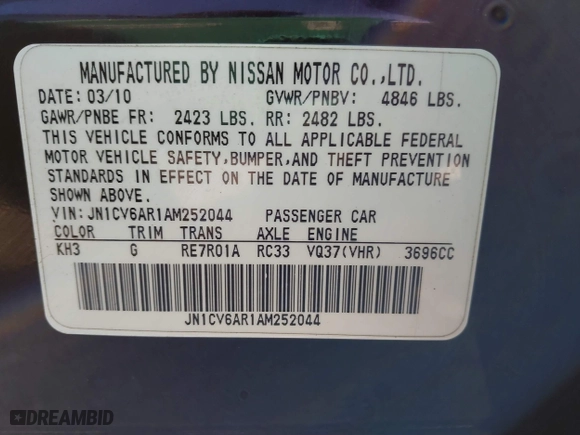 MANUFACTURED BY NISSAN MOTOR CO.,LTD.
DATE: 03/10 GVWR/PNBV: 4846 LBS.
GAWR/PNBE FR: 2423 LBS. RR: 2482 LBS.
THIS VEHICLE CONFORMS TO ALL APPLICABLE FEDERAL
MOTOR VEHICLE SAFETY,BUMPER,AND THEFT PREVENTION
STANDARDS IN EFFECT ON THE DATE OF MANUFACTURE
SHOWN ABOVE.
VIN: JN1CV6AR1AM252044 PASSENGER CAR
COLOR TRIM TRANS AXLE ENGINE
KH3 G RE7R01A RC33 VQ37(VHR) 3696CC
JN1CV6AR1AM252044
DREAMBID